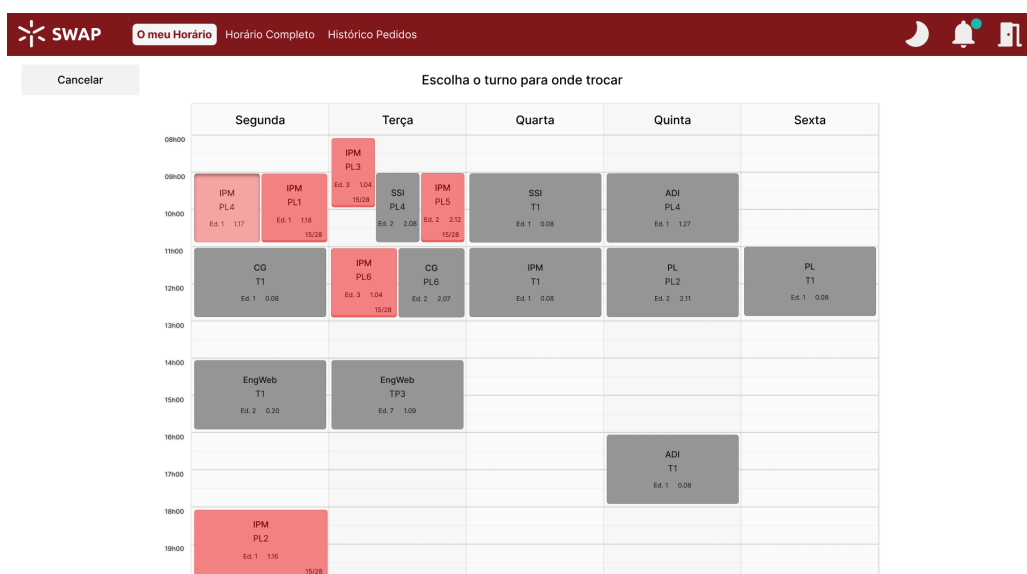 SWAP
O meu Horário
Horário Completo
Histórico Pedidos
Cancelar
Escolha o turno para onde trocar
Segunda
Terça
Quarta
Quinta
Sexta
08h00
09h00
10h00
11h00
12h00
13h00
14h00
15h00
16h00
17h00
18h00
19h00
IPM
PL4
Ed. 1 1.17
IPM
PL1
Ed. 1 1.18
15/28
CG
T1
Ed. 1 0.08
EngWeb
T1
Ed. 2 0.20
IPM
PL2
Ed. 1 1.16
15/28
IPM
PL3
Ed. 3 1.04
15/28
SSI
PL4
Ed. 2 2.08
IPM
PL5
Ed. 2 2.12
15/28
IPM
PL6
Ed. 3 1.04
15/28
CG
PL6
Ed. 2 2.07
EngWeb
TP3
Ed. 7 1.09
SSI
T1
Ed. 1 0.08
IPM
T1
Ed. 1 0.08
ADI
PL4
Ed. 1 1.27
PL
PL2
Ed. 2 2.11
ADI
T1
Ed. 1 0.08
PL
T1
Ed. 1 0.08